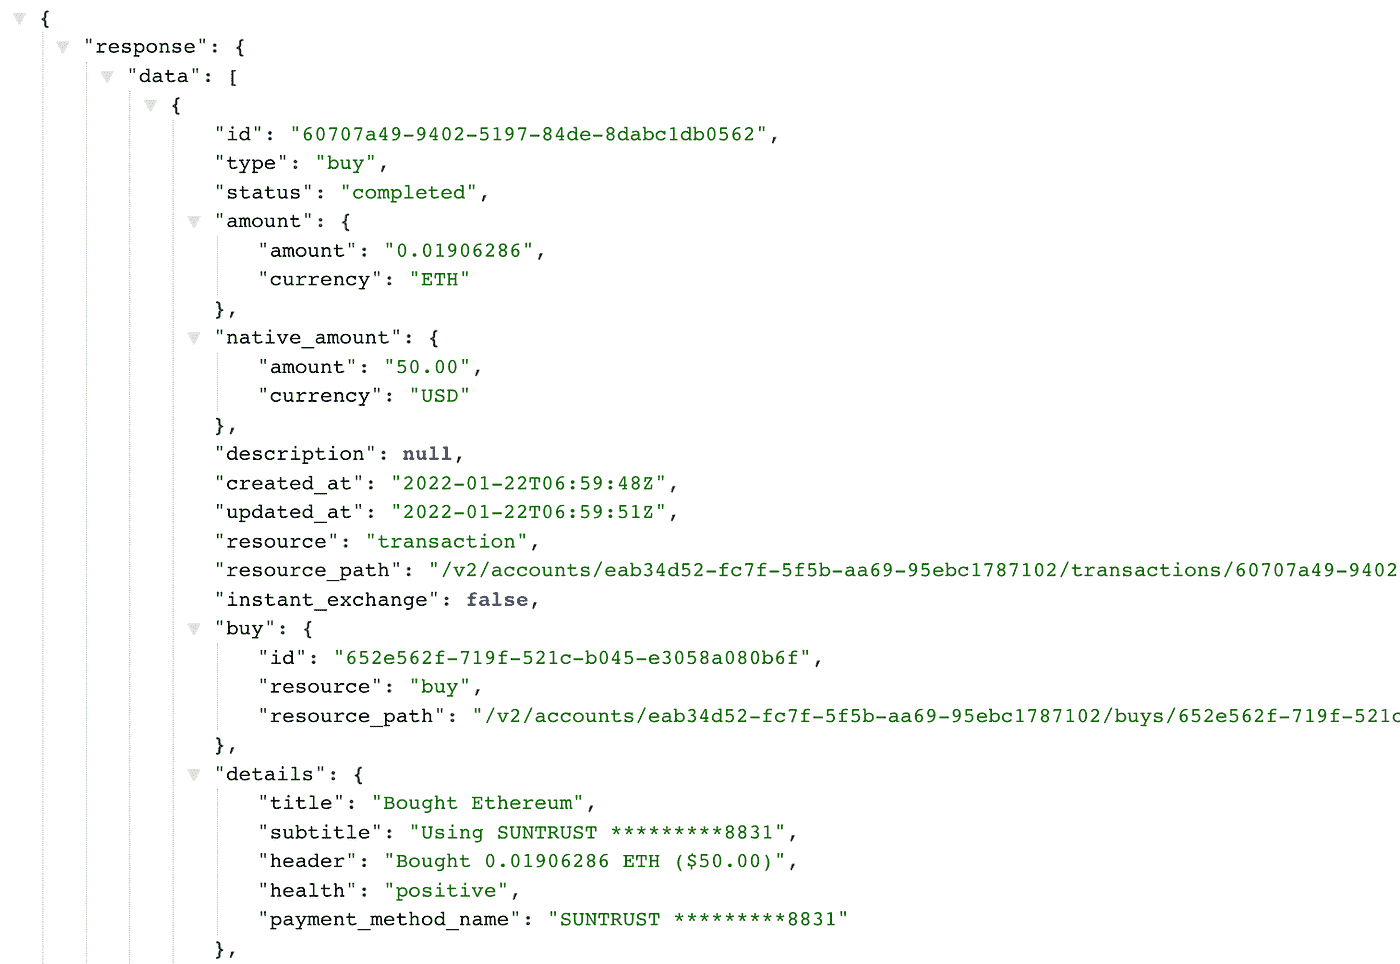 {
"response": {
"data": [
{
"id": "60707a49-9402-5197-84de-8dabc1db0562",
"type": "buy",
"status": "completed",
"amount": {
"amount": "0.01906286",
"currency": "ETH"
},
"native_amount": {
"amount": "50.00",
"currency": "USD"
},
"description": null,
"created_at": "2022-01-22T06:59:48Z",
"updated_at": "2022-01-22T06:59:51Z",
"resource": "transaction",
"resource_path": "/v2/accounts/eab34d52-fc7f-5f5b-aa69-95ebc1787102/transactions/60707a49-9402
"instant_exchange": false,
"buy": {
"id": "652e562f-719f-521c-b045-e3058a080b6f",
"resource": "buy",
"resource_path": "/v2/accounts/eab34d52-fc7f-5f5b-aa69-95ebc1787102/buys/652e562f-719f-521c
},
"details": {
"title": "Bought Ethereum",
"subtitle": "Using SUNTRUST *********8831",
"header": "Bought 0.01906286 ETH ($50.00)",
"health": "positive",
"payment_method_name": "SUNTRUST *********8831"
},